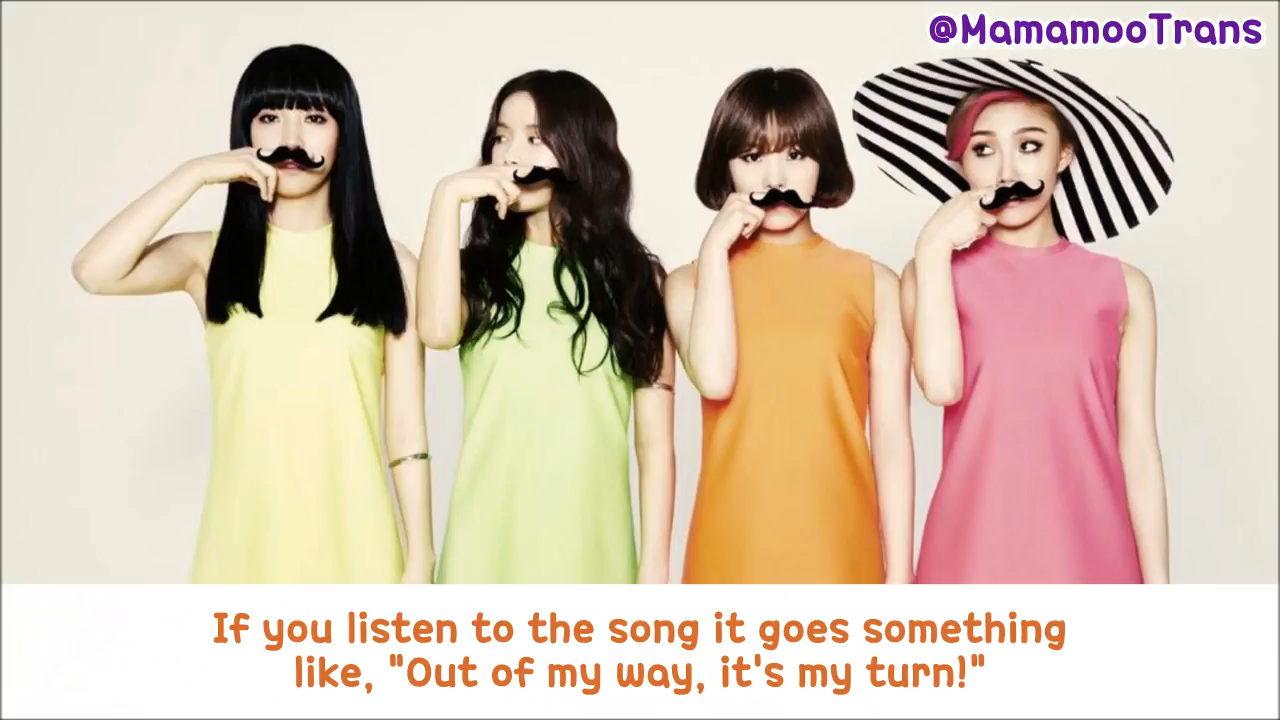 @MamamooTrans
If you listen to the song it goes something
like, "Out of my way, it's my turn!"